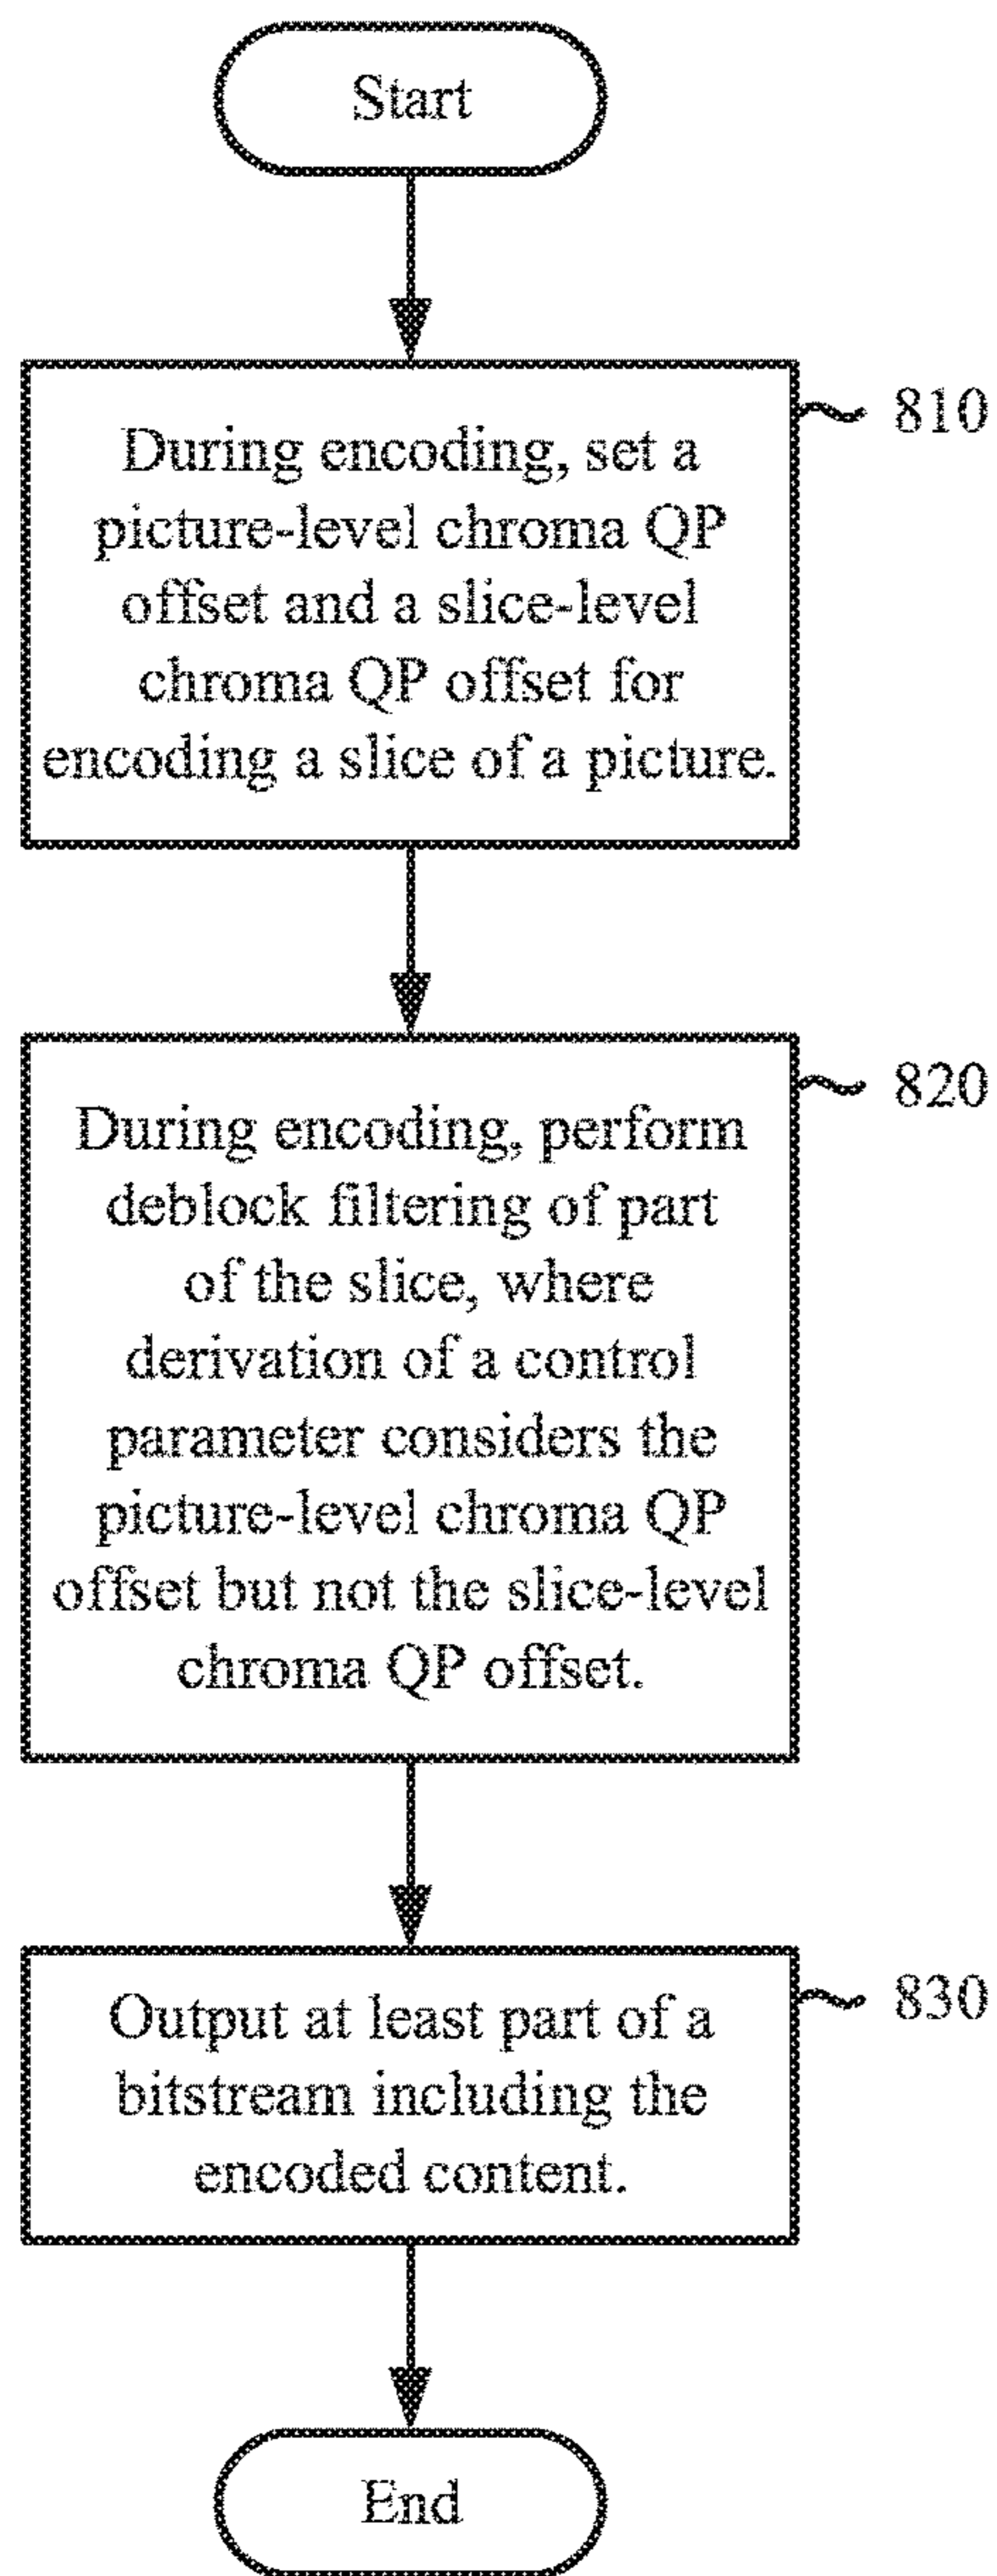 Start
During encoding, set a
810
picture-level chroma QP
offset and a slice-level
chroma QP offset for
encoding a slice of a picture.
During encoding, perform
820
deblock filtering of part
of the slice, where
derivation of a control
parameter considers the
picture-level chroma QP
offset but not the slice-level
chroma QP offset.
Output at least part of a
830
bitstream including the
encoded content.
End